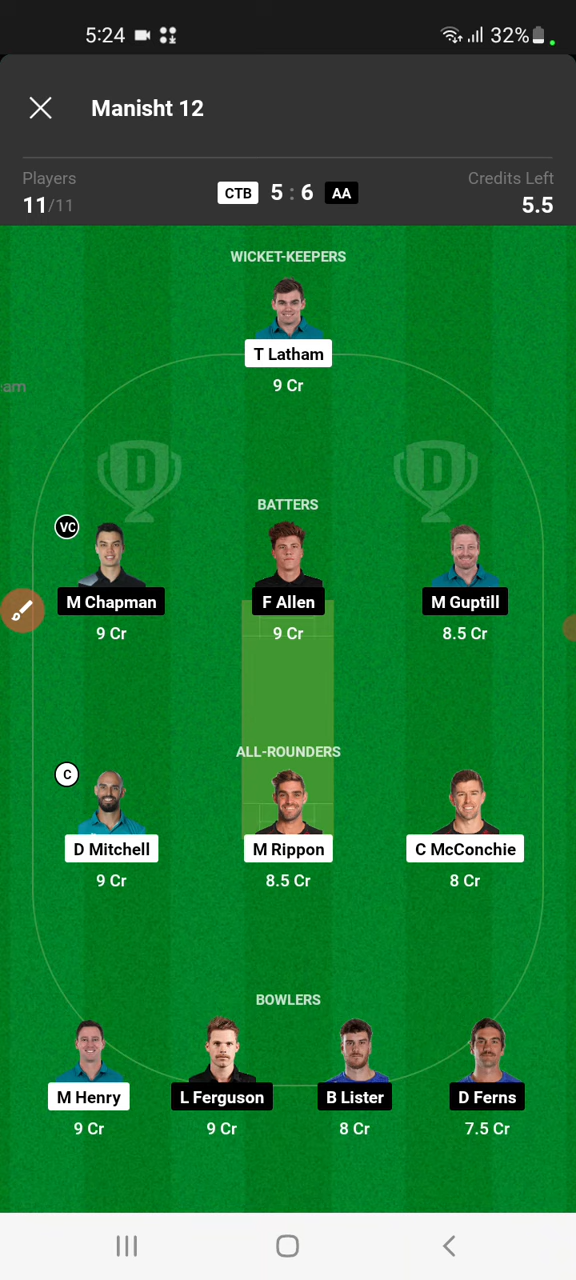 5:24 32%
Manisht 12
Players Credits Left
11/11 CTB 5 : 6 AA 5.5
WICKET-KEEPERS
T Latham
9 Cr
eam
D D
BATTERS
VC
M Chapman F Allen M Guptill
9 Cr 9 Cr 8.5 Cr
ALL-ROUNDERS
C
D Mitchell M Rippon C McConchie
9 Cr 8.5 Cr 8 Cr
BOWLERS
M Henry L Ferguson B Lister D Ferns
9 Cr 9 Cr 8 Cr 7.5 Cr